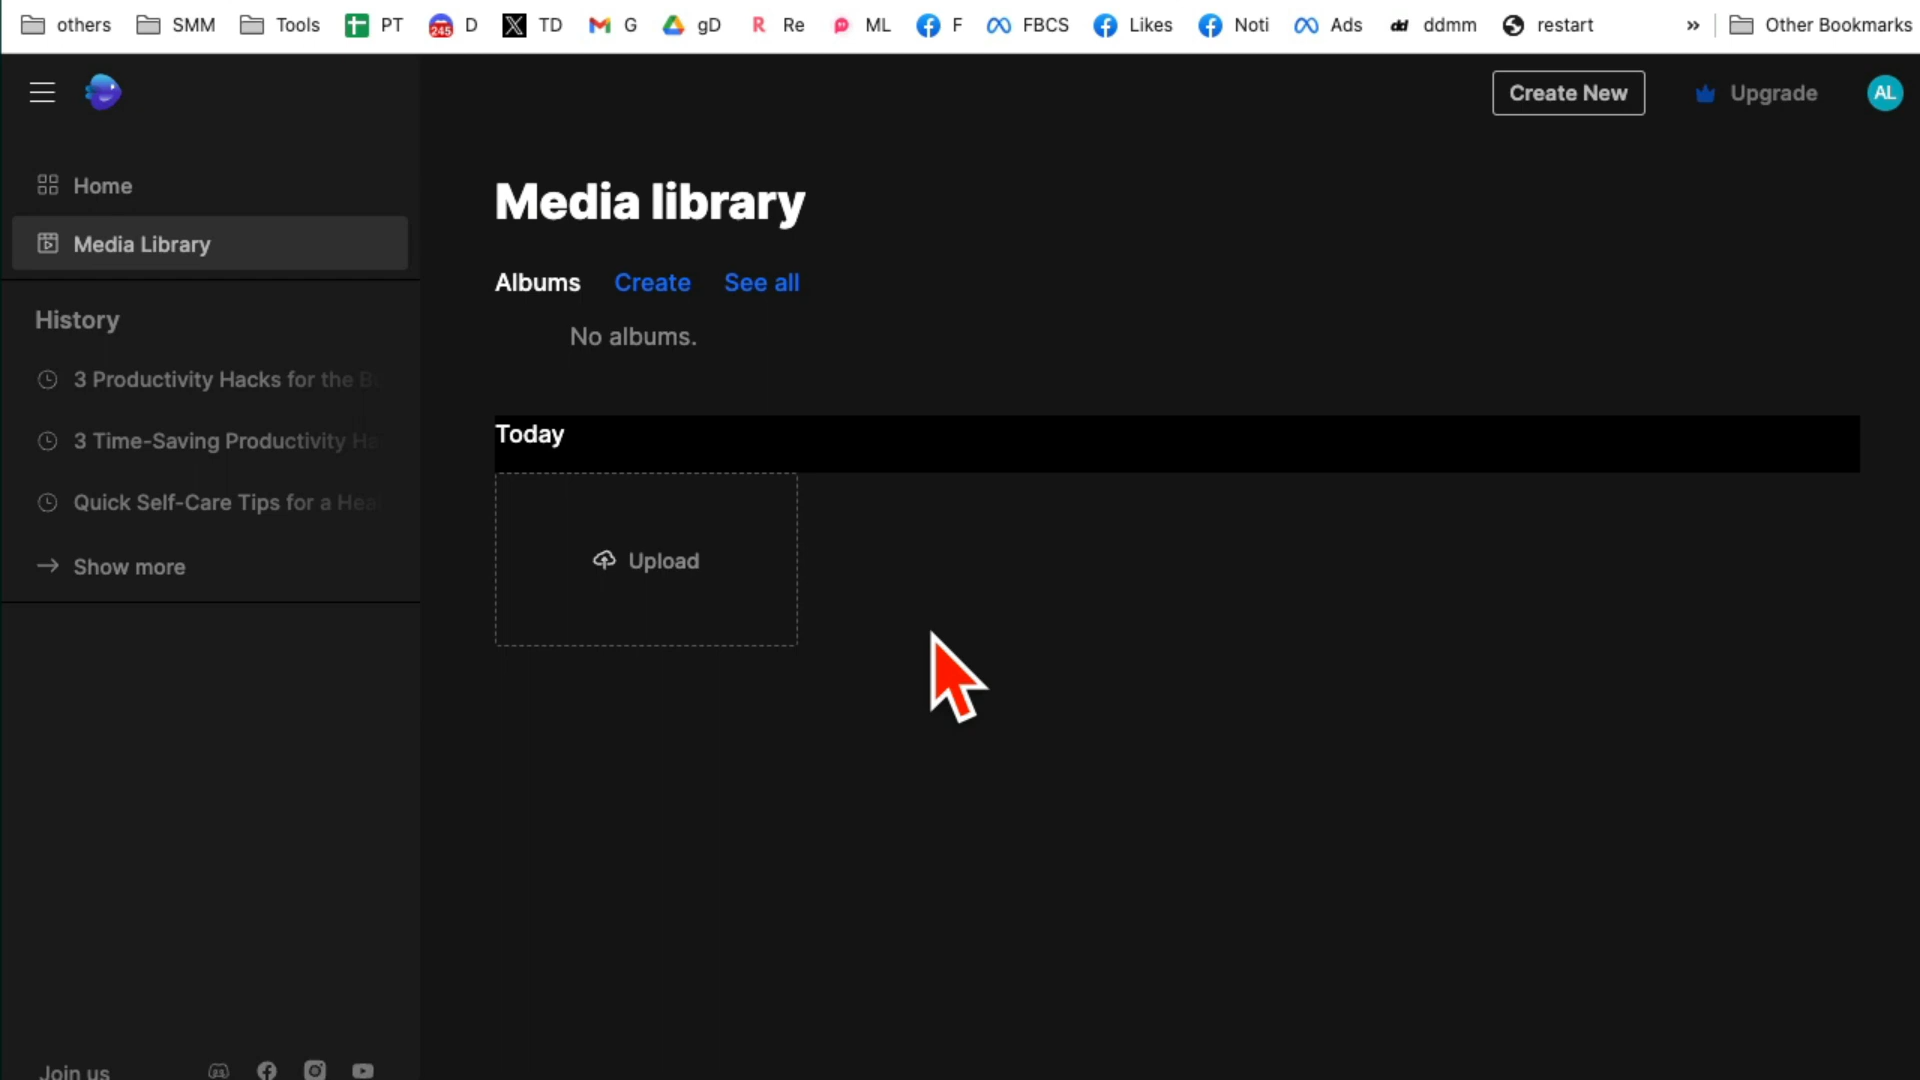 others SMM Tools PT 245 D TD G gD Re ML F FBCS Likes Noti Ads dd ddmm restart » Other Bookmarks
Create New Upgrade AL
Home
Media Library
History
3 Productivity Hacks for the
3 Time-Saving Productivity
Quick Self-Care Tips for a
Show more
Join us
Media library
Albums Create See all
No albums.
Today
Upload